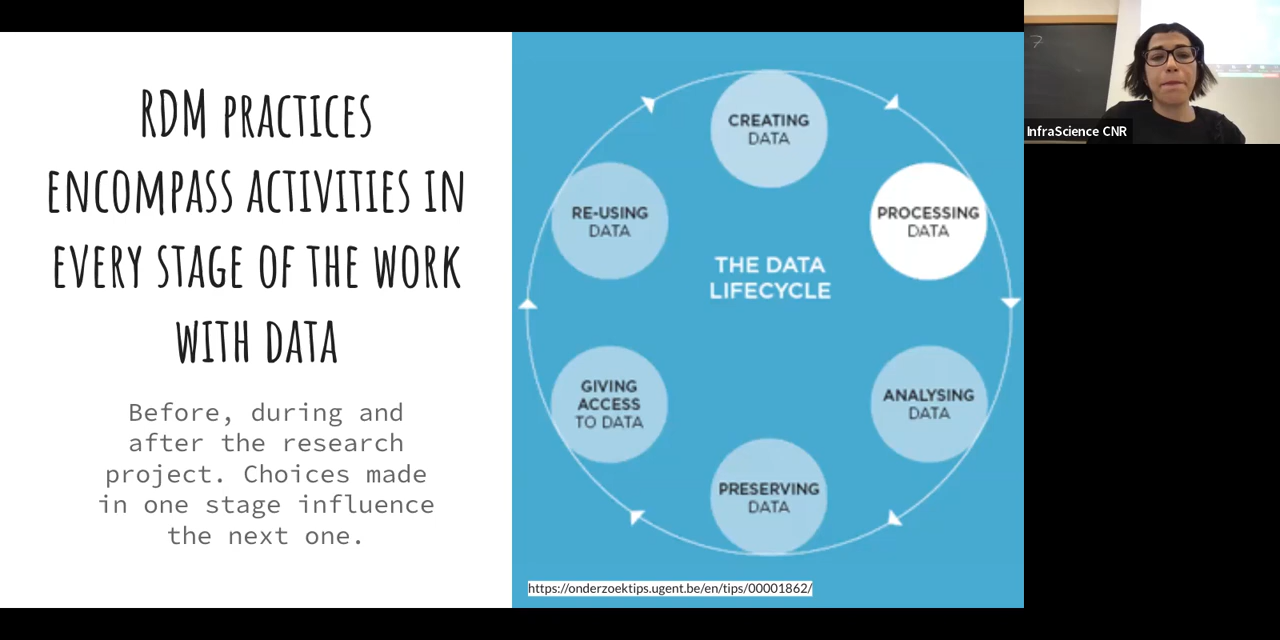 RDM PRACTICES
ENCOMPASS ACTIVITIES IN
EVERY STAGE OF THE WORK
WITH DATA
Before, during and
after the research
project. Choices made
in one stage influence
the next one.
CREATING
DATA
PROCESSING
DATA
ANALYSING
DATA
PRESERVING
DATA
GIVING
ACCESS
TO DATA
RE-USING
DATA
THE DATA
LIFECYCLE
https://onderzoektips.ugent.be/en/tips/00001862/
7
InfraScience CNR